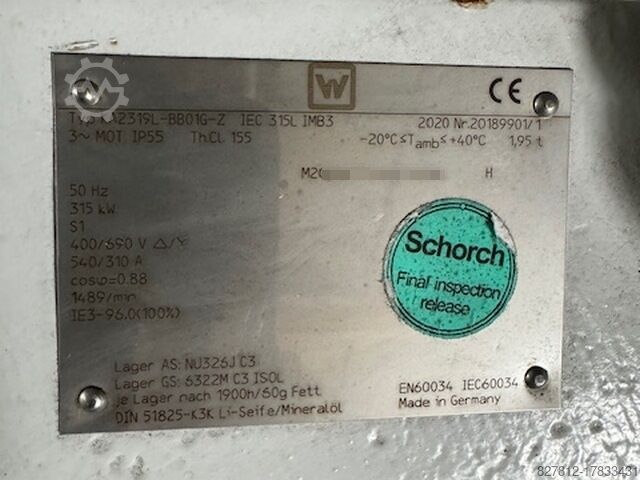 W CE
IEC 315L IMB3 2020 Nr.20189901/1
3~ MOT. IP55 Th.Cl. 155 -20°C≤Tamb≤+40°C 1,95 t
H
50 Hz
315 kW
S1
400/690 V △/Y
540/310 A
cosφ=0.88
1489/min
IE3-96.0(100%)
Schorch
Final inspection
release
Lager AS: NU326J C3
Lager GS: 6322M C3 ISOL
je Lager nach 1900h/60g Fett
DIN 51825-K3K Li-Seife/Mineralöl
EN60034 IEC60034
Made in Germany
827812-17833431